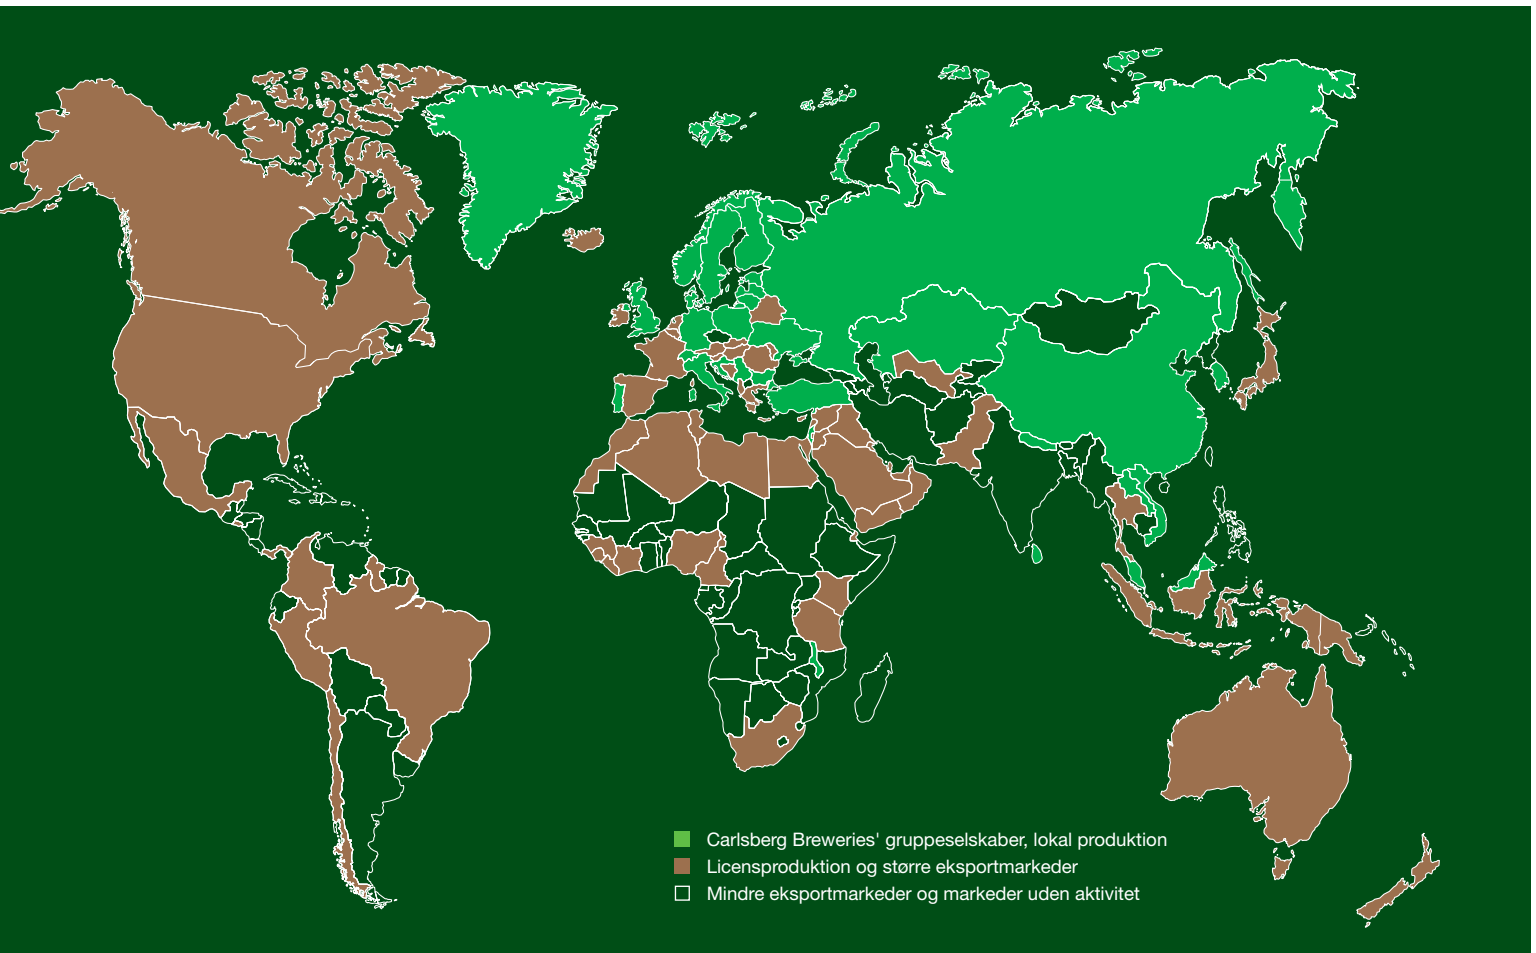 Carlsberg Breweries' gruppeselskaber, lokal produktion
Licensproduktion og større eksportmarkeder
Mindre eksportmarkeder og markeder uden aktivitet